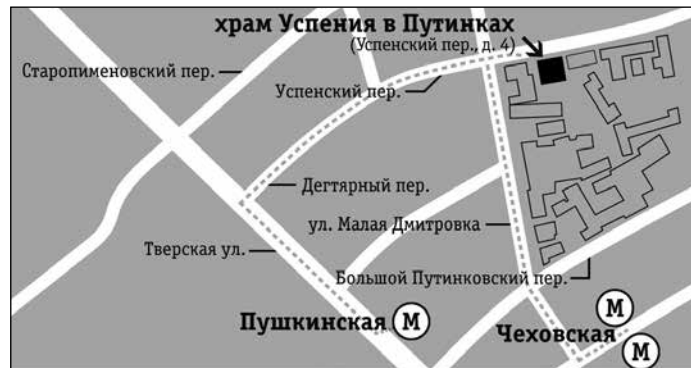 храм Успения в Путинках
(Успенский пер., д. 4)
Старопименовский пер.
Успенский пер.
Дегтярный пер.
ул. Малая Дмитровка
Тверская ул.
Большой Путинковский пер.
Пушкинская М
М
Чеховская
М